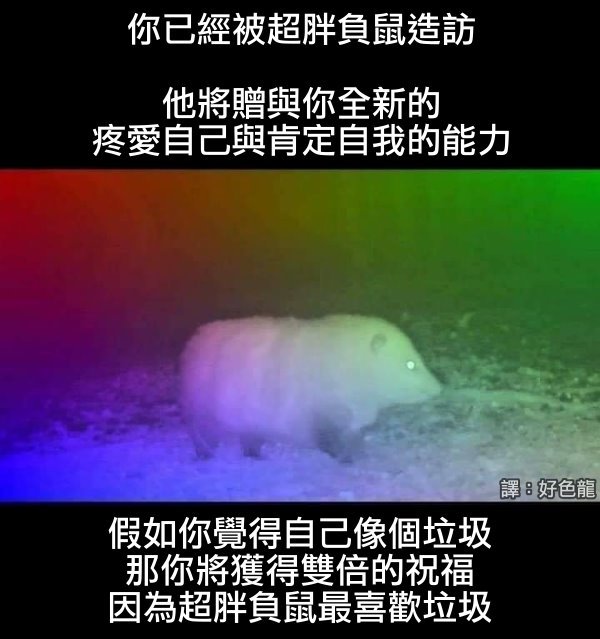 你已經被超胖負鼠造訪
他將贈與你全新的
疼愛自己與肯定自我的能力
譯：好色龍
假如你覺得自己像個垃圾
那你將獲得雙倍的祝福
因為超胖負鼠最喜歡垃圾